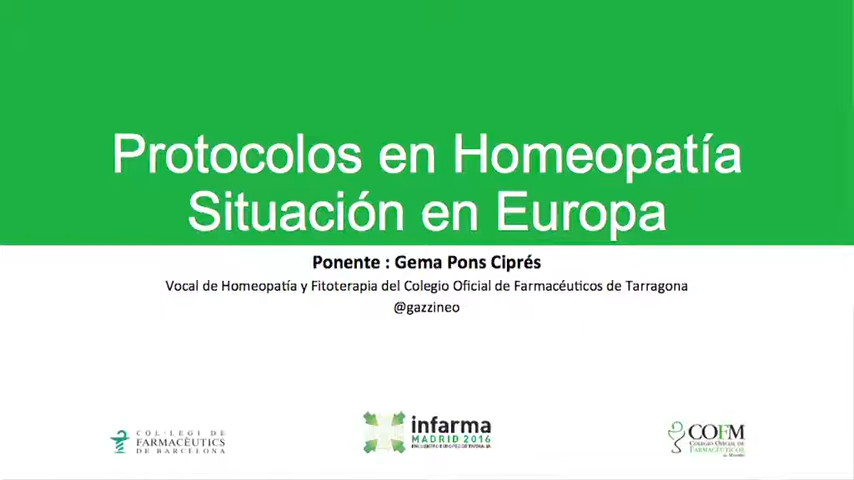 Protocolos en Homeopatía
Situación en Europa
Ponente : Gema Pons Ciprés
Vocal de Homeopatía y Fitoterapia del Colegio Oficial de Farmacéuticos de Tarragona
@gazzineo
COL·LEGI DE
FARMACÈUTICS
DE BARCELONA
infarma
MADRID 2016
COFM
COLEGIO OFICIAL DE
FARMACÉUTICOS